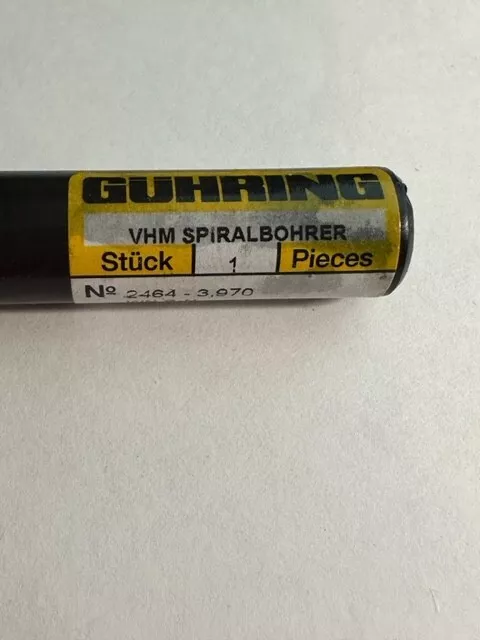 GÜHRING
VHM SPIRALBOHRER
Stück 1 Pieces
Nº 2464 - 3,970